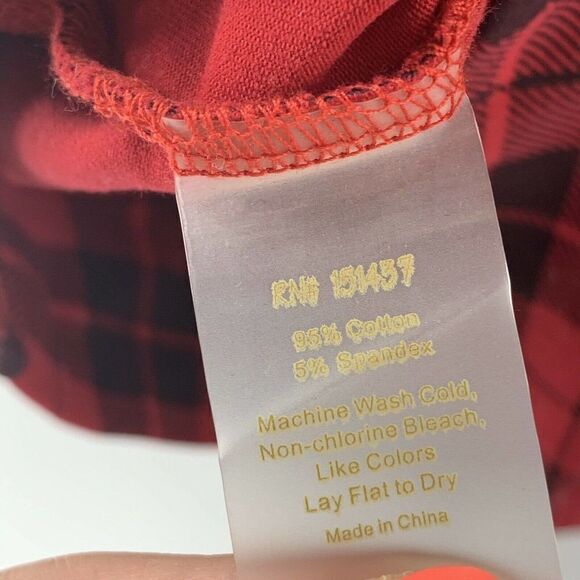 RN# 151437
95% Cotton
5% Spandex
Machine Wash Cold,
Non-chlorine Bleach,
Like Colors
Lay Flat to Dry
Made in China